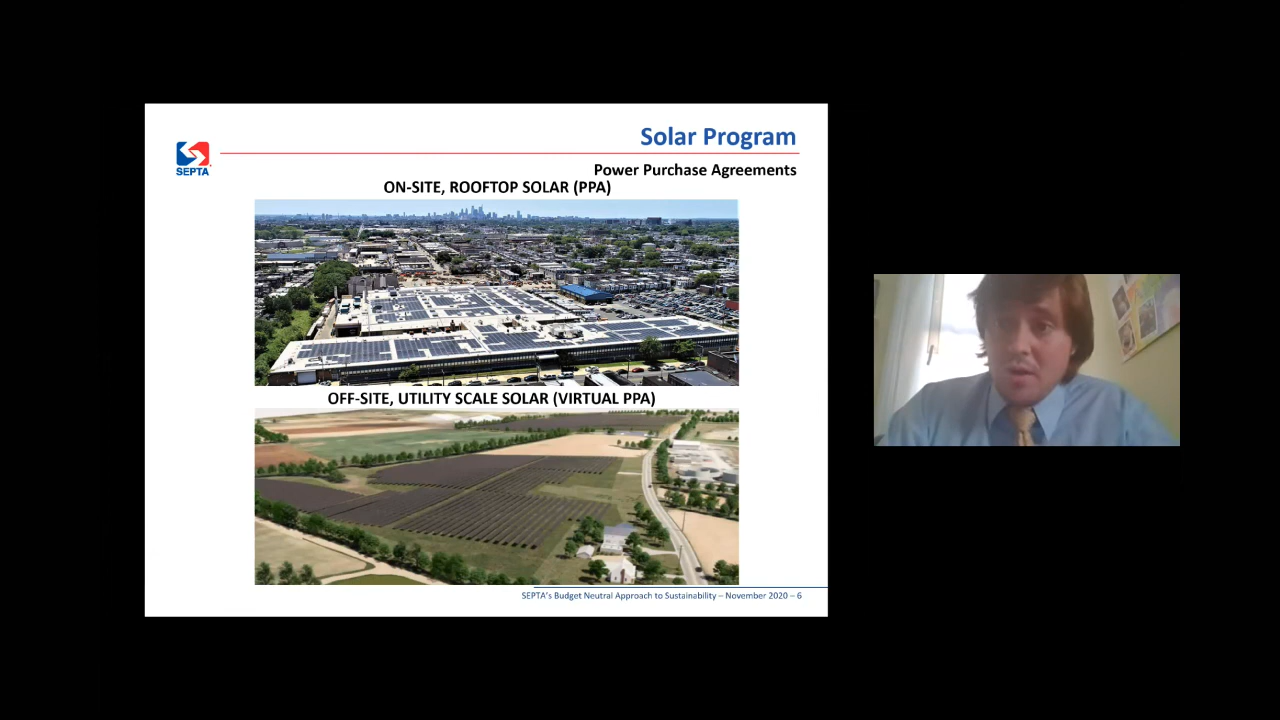 Solar Program
SEPTA
Power Purchase Agreements
ON-SITE, ROOFTOP SOLAR (PPA)
OFF-SITE, UTILITY SCALE SOLAR (VIRTUAL PPA)
SEPTA's Budget Neutral Approach to Sustainability – November 2020 – 6